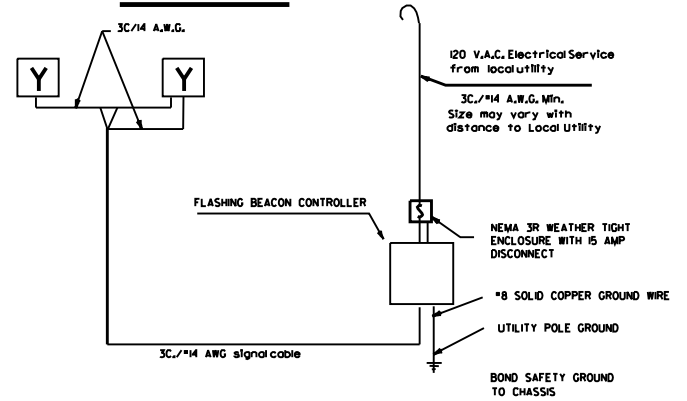 3C/14 A.W.G.
Y
Y
120 V.A.C. Electrical Service
from local utility
3C./#14 A.W.G. Min.
Size may vary with
distance to Local Utility
FLASHING BEACON CONTROLLER
S
NEMA 3R WEATHER TIGHT
ENCLOSURE WITH 15 AMP
DISCONNECT
#8 SOLID COPPER GROUND WIRE
UTILITY POLE GROUND
3C./#14 AWG signal cable
BOND SAFETY GROUND
TO CHASSIS